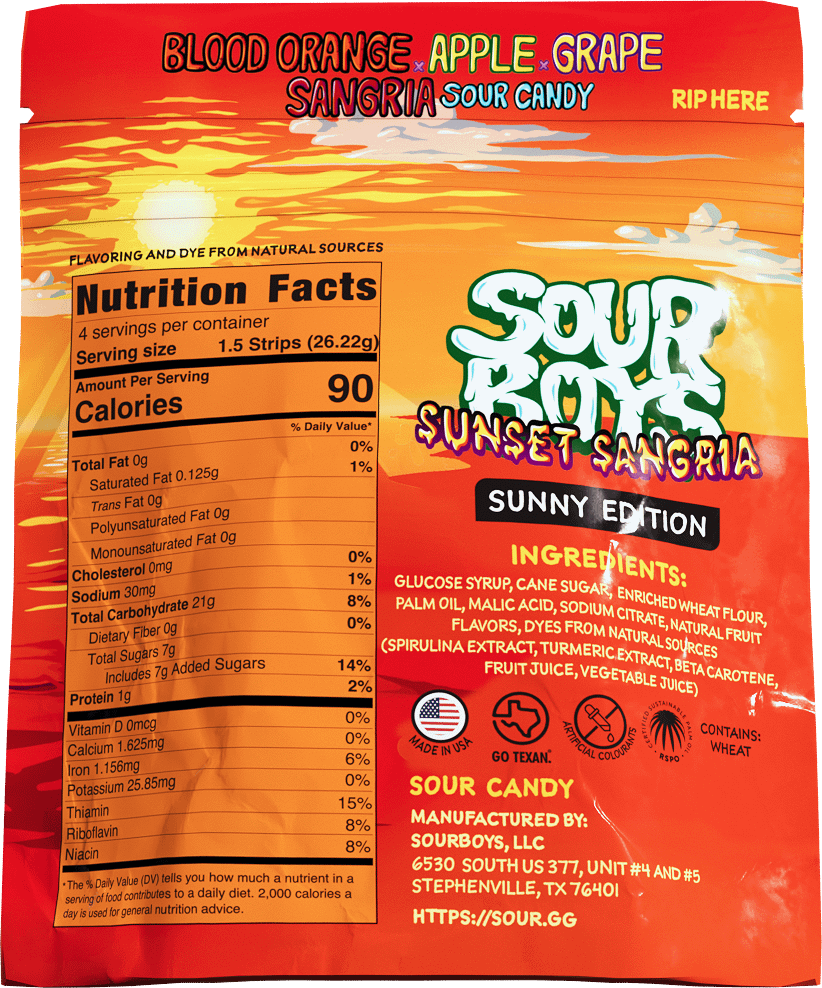 BLOOD ORANGE × APPLE × GRAPE
SANGRIA SOUR CANDY
RIP HERE
FLAVORING AND DYE FROM NATURAL SOURCES
Nutrition Facts
4 servings per container
Serving size 1.5 Strips (26.22g)
Amount Per Serving
Calories 90
% Daily Value*
Total Fat 0g 0%
Saturated Fat 0.125g 1%
Trans Fat 0g
Polyunsaturated Fat 0g
Monounsaturated Fat 0g
Cholesterol 0mg 0%
Sodium 30mg 1%
Total Carbohydrate 21g 8%
Dietary Fiber 0g 0%
Total Sugars 7g
Includes 7g Added Sugars 14%
Protein 1g 2%
Vitamin D 0mcg 0%
Calcium 1.625mg 0%
Iron 1.156mg 6%
Potassium 25.85mg 0%
Thiamin 15%
Riboflavin 8%
Niacin 8%
*The % Daily Value (DV) tells you how much a nutrient in a
serving of food contributes to a daily diet. 2,000 calories a
day is used for general nutrition advice.
SOUR
BOYS
SUNSET SANGRIA
SUNNY EDITION
INGREDIENTS:
GLUCOSE SYRUP, CANE SUGAR, ENRICHED WHEAT FLOUR,
PALM OIL, MALIC ACID, SODIUM CITRATE, NATURAL FRUIT
FLAVORS, DYES FROM NATURAL SOURCES
(SPIRULINA EXTRACT, TURMERIC EXTRACT, BETA CAROTENE,
FRUIT JUICE, VEGETABLE JUICE)
MADE IN USA
GO TEXAN.
ARTIFICIAL COLOURANTS
CERTIFIED SUSTAINABLE PALM OIL
RSPO
CONTAINS:
WHEAT
SOUR CANDY
MANUFACTURED BY:
SOURBOYS, LLC
6530 SOUTH US 377, UNIT #4 AND #5
STEPHENVILLE, TX 76401
HTTPS://SOUR.GG